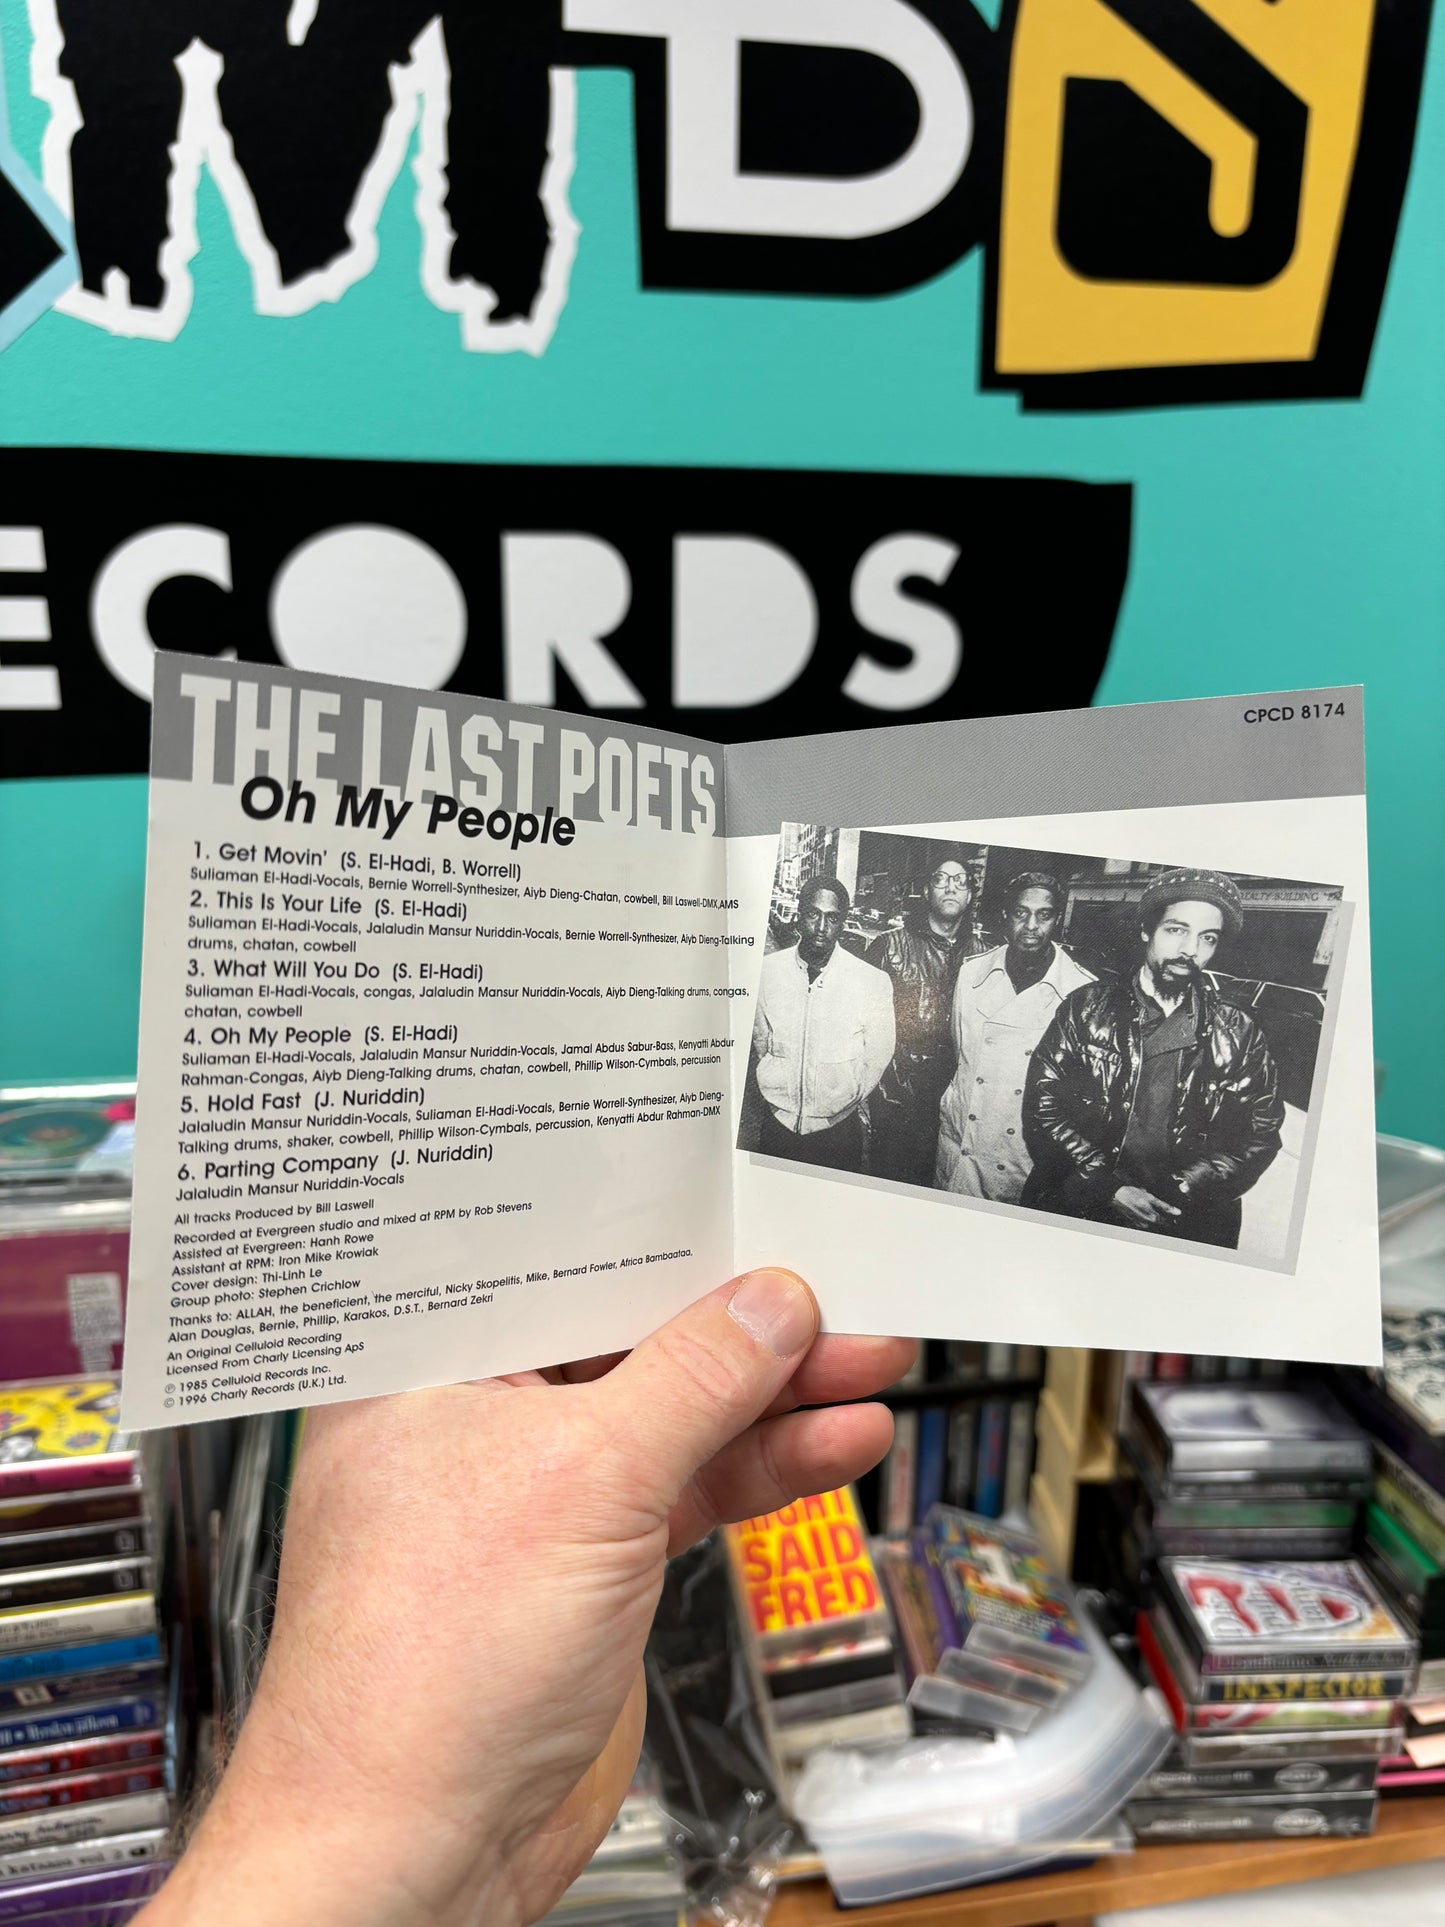 RECORDS
THE LAST POETS
Oh My People
1. Get Movin' (S. El-Hadi, B. Worrell)
Suliaman El-Hadi-Vocals, Bernie Worrell-Synthesizer, Aiyb Dieng-Chatan, cowbell, Bill Laswell-DMX,AMS
2. This Is Your Life (S. El-Hadi)
Suliaman El-Hadi-Vocals, Jalaludin Mansur Nuriddin-Vocals, Bernie Worrell-Synthesizer, Aiyb Dieng-Talking
drums, chatan, cowbell
3. What Will You Do (S. El-Hadi)
Suliaman El-Hadi-Vocals, congas, Jalaludin Mansur Nuriddin-Vocals, Aiyb Dieng-Talking drums, congas,
chatan, cowbell
4. Oh My People (S. El-Hadi)
Suliaman El-Hadi-Vocals, Jalaludin Mansur Nuriddin-Vocals, Jamal Abdus Sabur-Bass, Kenyatti Abdur
Rahman-Congas, Aiyb Dieng-Talking drums, chatan, cowbell, Phillip Wilson-Cymbals, percussion
5. Hold Fast (J. Nuriddin)
Jalaludin Mansur Nuriddin-Vocals, Suliaman El-Hadi-Vocals, Bernie Worrell-Synthesizer, Aiyb Dieng-
Talking drums, shaker, cowbell, Phillip Wilson-Cymbals, percussion, Kenyatti Abdur Rahman-DMX
6. Parting Company (J. Nuriddin)
Jalaludin Mansur Nuriddin-Vocals
All tracks Produced by Bill Laswell
Recorded at Evergreen studio and mixed at RPM by Rob Stevens
Assisted at Evergreen: Hanh Rowe
Assistant at RPM: Iron Mike Krowiak
Cover design: Thi-Linh Le
Group photo: Stephen Crichlow
Thanks to: ALLAH, the beneficient, the merciful, Nicky Skopelitis, Mike, Bernard Fowler, Africa Bambaataa,
Alan Douglas, Bernie, Phillip, Karakos, D.S.T., Bernard Zekri
An Original Celluloid Recording
Licensed From Charly Licensing ApS
℗ 1985 Celluloid Records Inc.
© 1996 Charly Records (U.K.) Ltd.
CPCD 8174
REALTY BUILDING
RIGHT
SAID
FRED
INSPECTOR